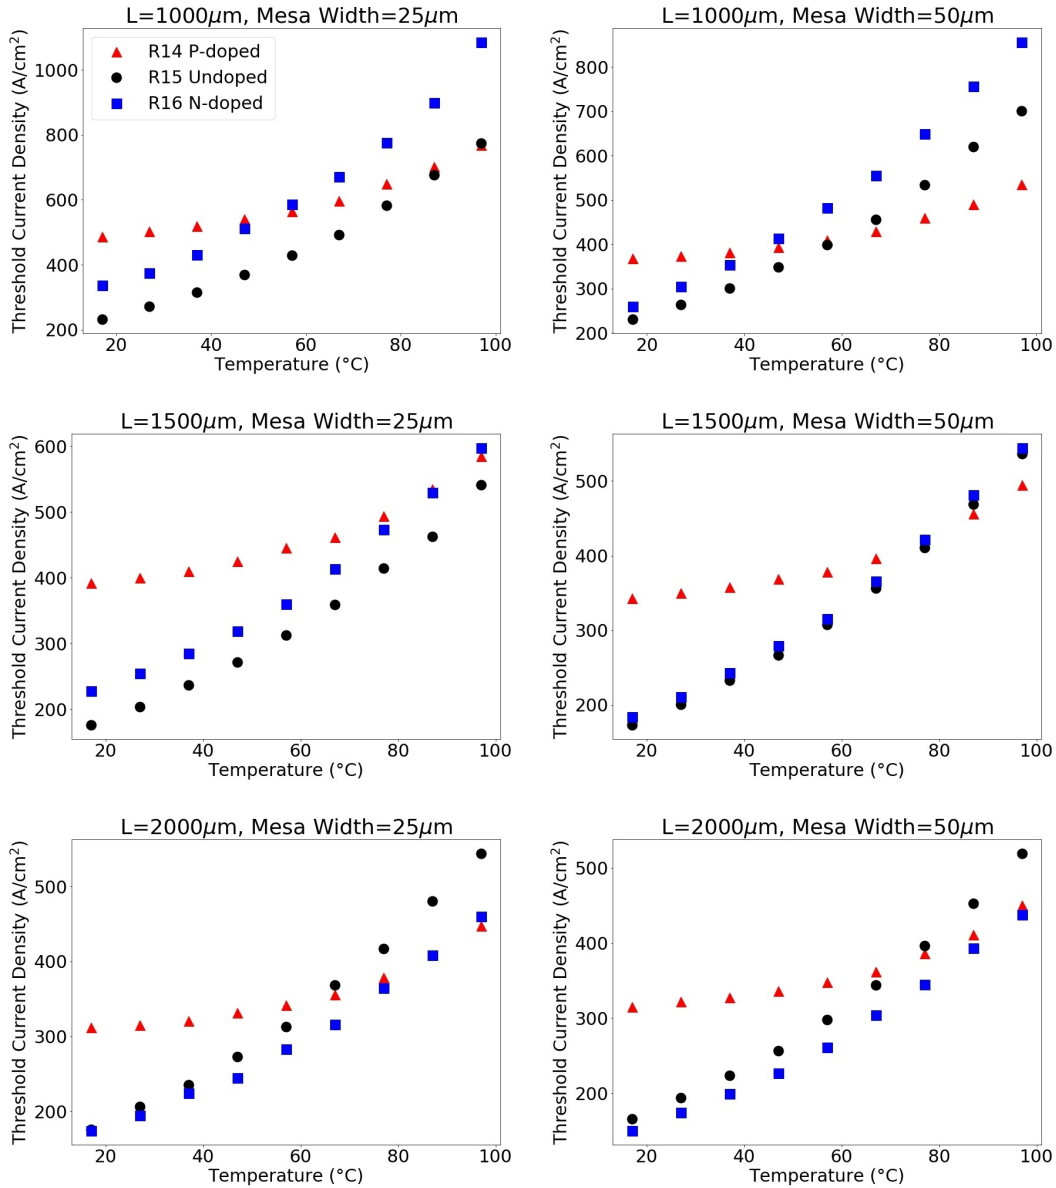 L=1000μm, Mesa Width=25μm
Threshold Current Density (A/cm²)
1000
800
600
400
200
R14 P-doped
R15 Undoped
R16 N-doped
20 40 60 80 100
Temperature (°C)
L=1000μm, Mesa Width=50μm
Threshold Current Density (A/cm²)
800
700
600
500
400
300
200
20 40 60 80 100
Temperature (°C)
L=1500μm, Mesa Width=25μm
Threshold Current Density (A/cm²)
600
500
400
300
200
20 40 60 80 100
Temperature (°C)
L=1500μm, Mesa Width=50μm
Threshold Current Density (A/cm²)
500
400
300
200
20 40 60 80 100
Temperature (°C)
L=2000μm, Mesa Width=25μm
Threshold Current Density (A/cm²)
500
400
300
200
20 40 60 80 100
Temperature (°C)
L=2000μm, Mesa Width=50μm
Threshold Current Density (A/cm²)
500
400
300
200
20 40 60 80 100
Temperature (°C)